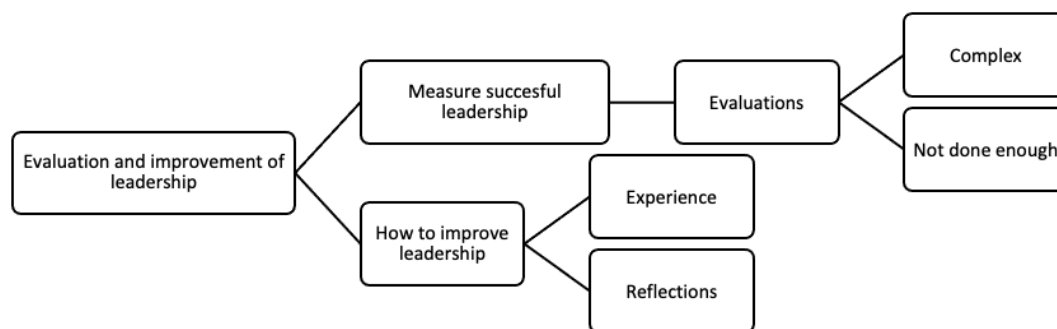 Evaluation and improvement of
leadership
Measure succesful
leadership
Evaluations
Complex
Not done enough
How to improve
leadership
Experience
Reflections